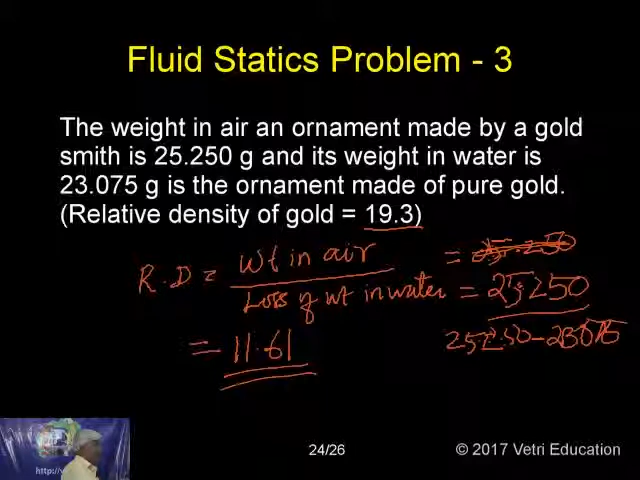 Fluid Statics Problem - 3
The weight in air an ornament made by a gold
smith is 25.250 g and its weight in water is
23.075 g is the ornament made of pure gold.
(Relative density of gold = 19.3)
R.D = Wt in air / Loss of wt in water = 25.250 / 25.250-23.075
= 11.61
24/26
© 2017 Vetri Education
http://